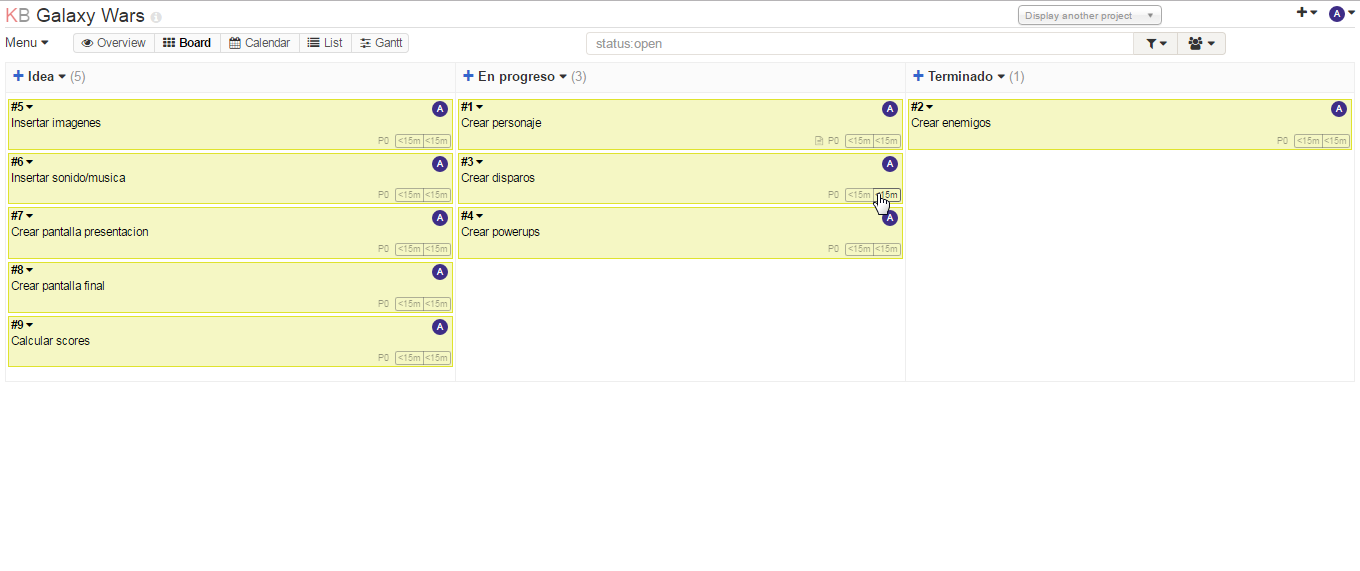 KB Galaxy Wars
Display another project
A
Menu
Overview
Board
Calendar
List
Gantt
status:open
Idea (5)
#5
A
Insertar imagenes
P0 <15m <15m
#6
A
Insertar sonido/musica
P0 <15m <15m
#7
A
Crear pantalla presentacion
P0 <15m <15m
#8
A
Crear pantalla final
P0 <15m <15m
#9
A
Calcular scores
P0 <15m <15m
En progreso (3)
#1
A
Crear personaje
P0 <15m <15m
#3
A
Crear disparos
P0 <15m <15m
#4
A
Crear powerups
P0 <15m <15m
Terminado (1)
#2
A
Crear enemigos
P0 <15m <15m